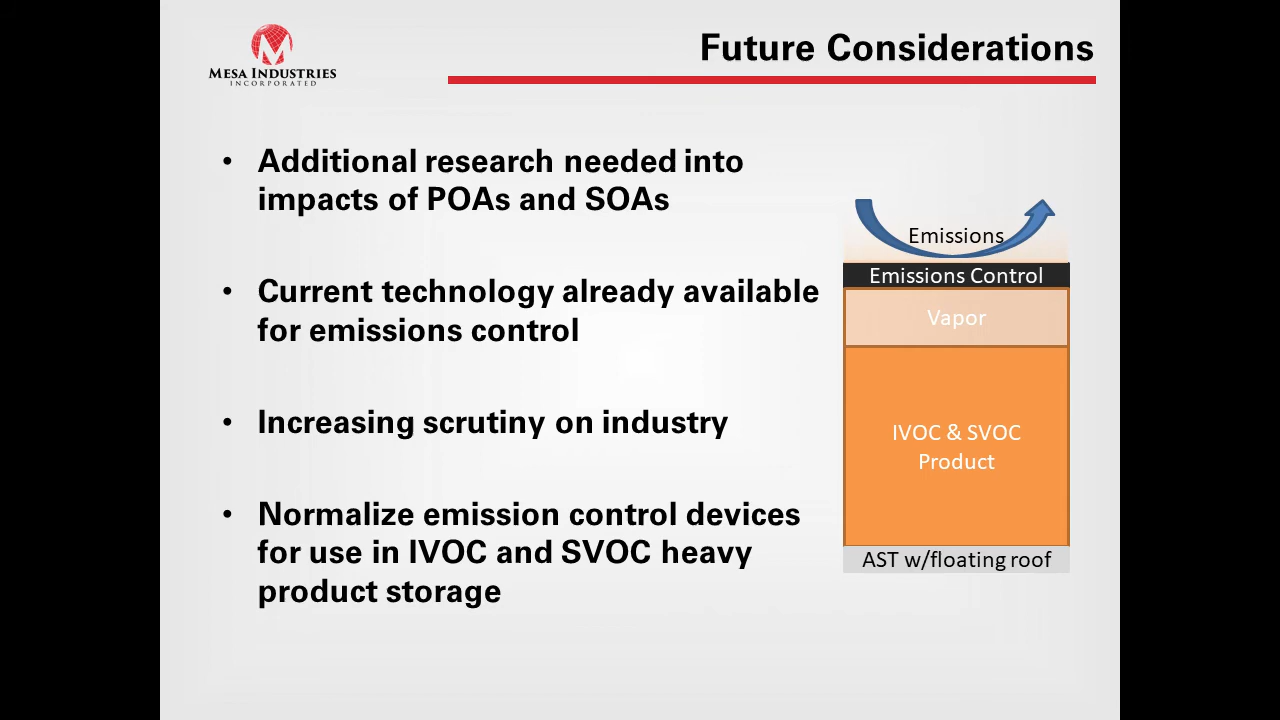 MESA INDUSTRIES
INCORPORATED
Future Considerations
• Additional research needed into
impacts of POAs and SOAs
• Current technology already available
for emissions control
• Increasing scrutiny on industry
• Normalize emission control devices
for use in IVOC and SVOC heavy
product storage
Emissions
Emissions Control
Vapor
IVOC & SVOC
Product
AST w/floating roof